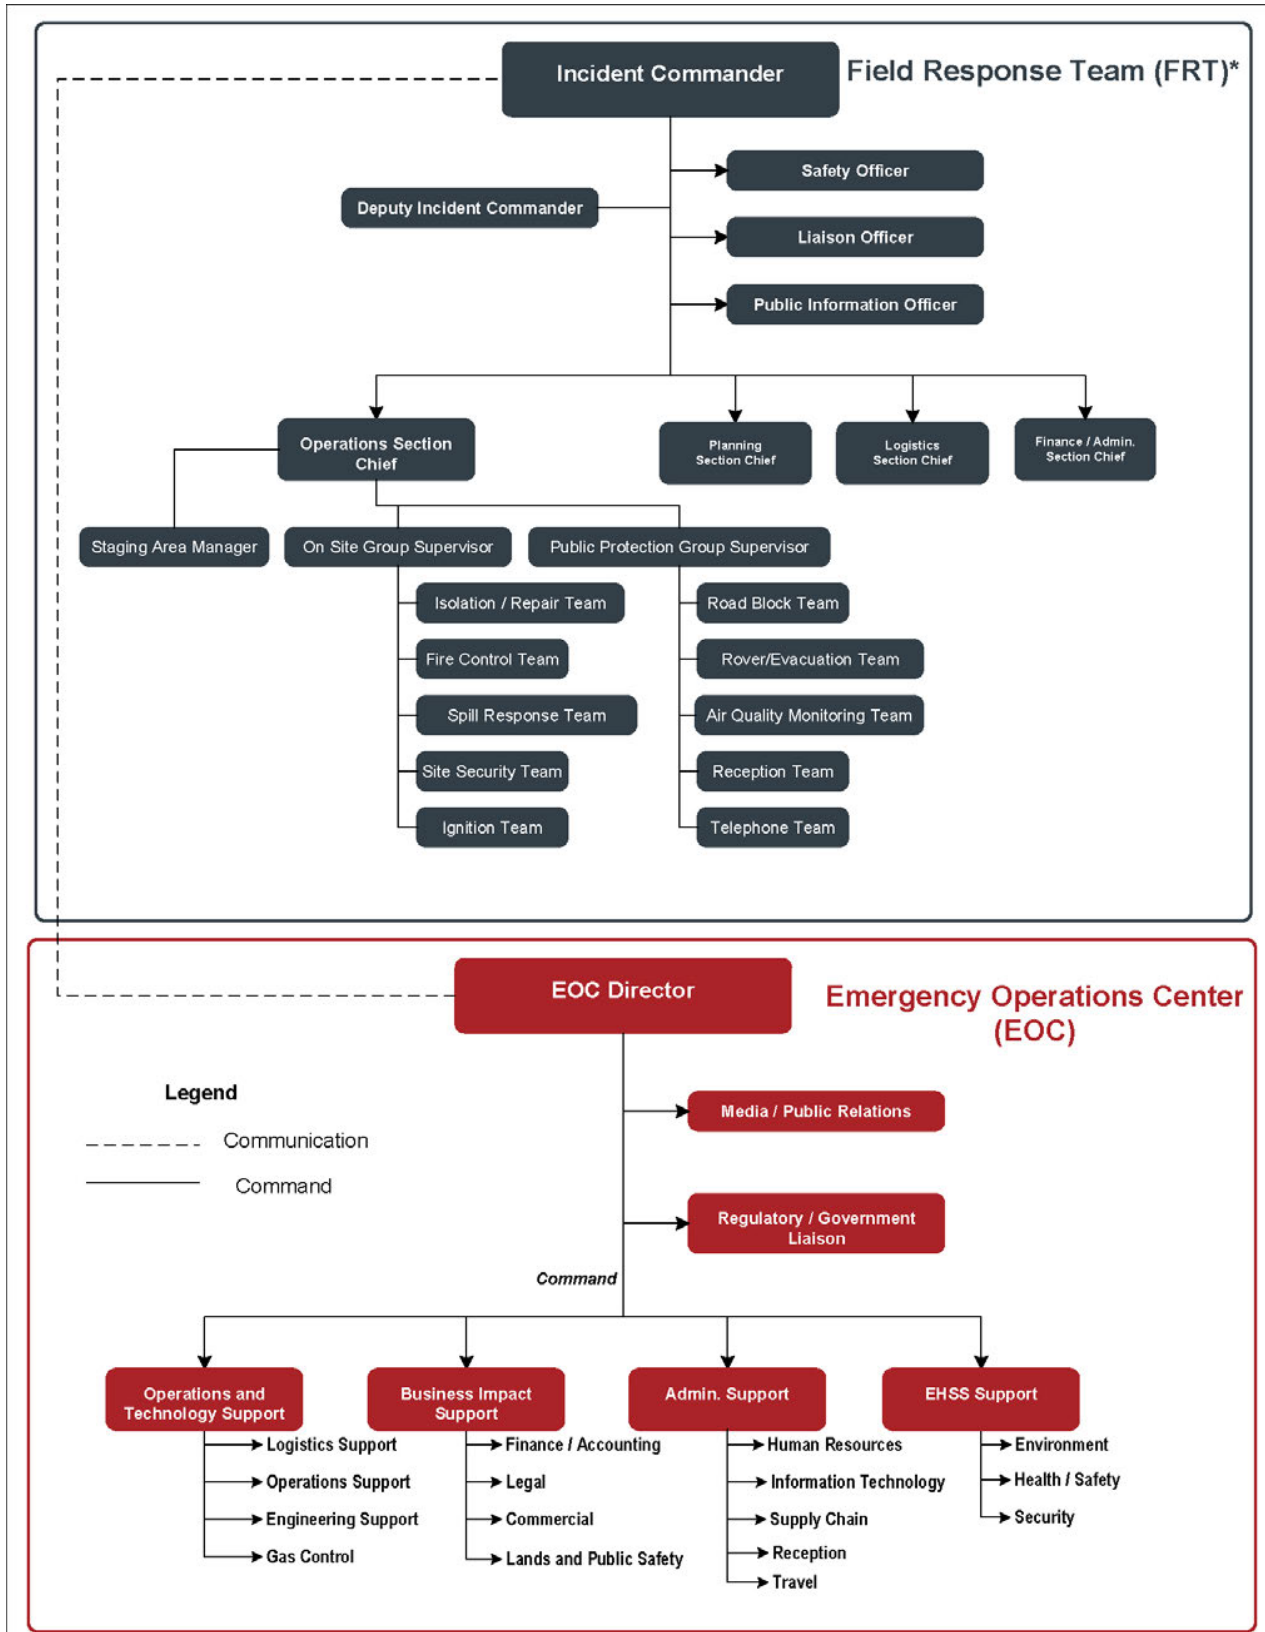 Incident Commander
Field Response Team (FRT)*
Safety Officer
Deputy Incident Commander
Liaison Officer
Public Information Officer
Operations Section
Chief
Planning
Section Chief
Logistics
Section Chief
Finance / Admin.
Section Chief
Staging Area Manager
On Site Group Supervisor
Public Protection Group Supervisor
Isolation / Repair Team
Fire Control Team
Spill Response Team
Site Security Team
Ignition Team
Road Block Team
Rover/Evacuation Team
Air Quality Monitoring Team
Reception Team
Telephone Team
EOC Director
Emergency Operations Center
(EOC)
Legend
Communication
Command
Media / Public Relations
Regulatory / Government
Liaison
Command
Operations and
Technology Support
Logistics Support
Operations Support
Engineering Support
Gas Control
Business Impact
Support
Finance / Accounting
Legal
Commercial
Lands and Public Safety
Admin. Support
Human Resources
Information Technology
Supply Chain
Reception
Travel
EHSS Support
Environment
Health / Safety
Security